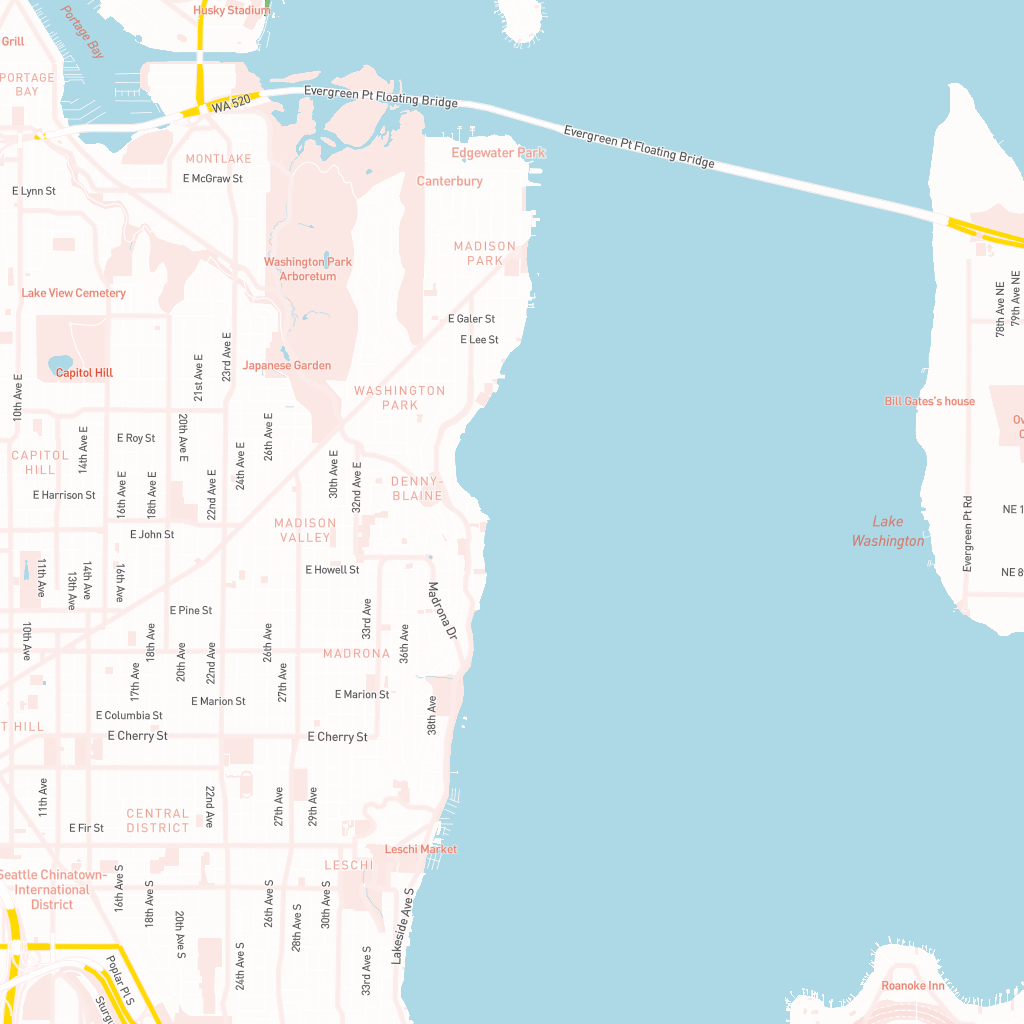 Husky Stadium
Portage Bay
Grill
PORTAGE
BAY
Evergreen Pt Floating Bridge
WA 520
Evergreen Pt Floating Bridge
MONTLAKE
Edgewater Park
E McGraw St
Canterbury
E Lynn St
MADISON
PARK
Washington Park
Arboretum
Lake View Cemetery
78th Ave NE
79th Ave NE
E Galer St
E Lee St
23rd Ave E
21st Ave E
Japanese Garden
Capitol Hill
10th Ave E
WASHINGTON
PARK
Bill Gates's house
Ov
C
20th Ave E
26th Ave E
E Roy St
14th Ave E
CAPITOL
HILL
24th Ave E
30th Ave E
32nd Ave E
DENNY-
BLAINE
E Harrison St
16th Ave E
18th Ave E
22nd Ave E
NE 1
MADISON
VALLEY
Lake
Washington
Evergreen Pt Rd
E John St
E Howell St
NE 8
11th Ave
13th Ave
14th Ave
16th Ave
E Pine St
33rd Ave
Madrona Dr
10th Ave
18th Ave
20th Ave
22nd Ave
26th Ave
36th Ave
MADRONA
17th Ave
27th Ave
E Marion St
E Marion St
38th Ave
E Columbia St
T HILL
E Cherry St
E Cherry St
11th Ave
22nd Ave
27th Ave
29th Ave
CENTRAL
DISTRICT
E Fir St
Leschi Market
LESCHI
Seattle Chinatown-
International
District
16th Ave S
18th Ave S
20th Ave S
26th Ave S
28th Ave S
30th Ave S
Lakeside Ave S
24th Ave S
33rd Ave S
Poplar Pl S
Sturgu
Roanoke Inn